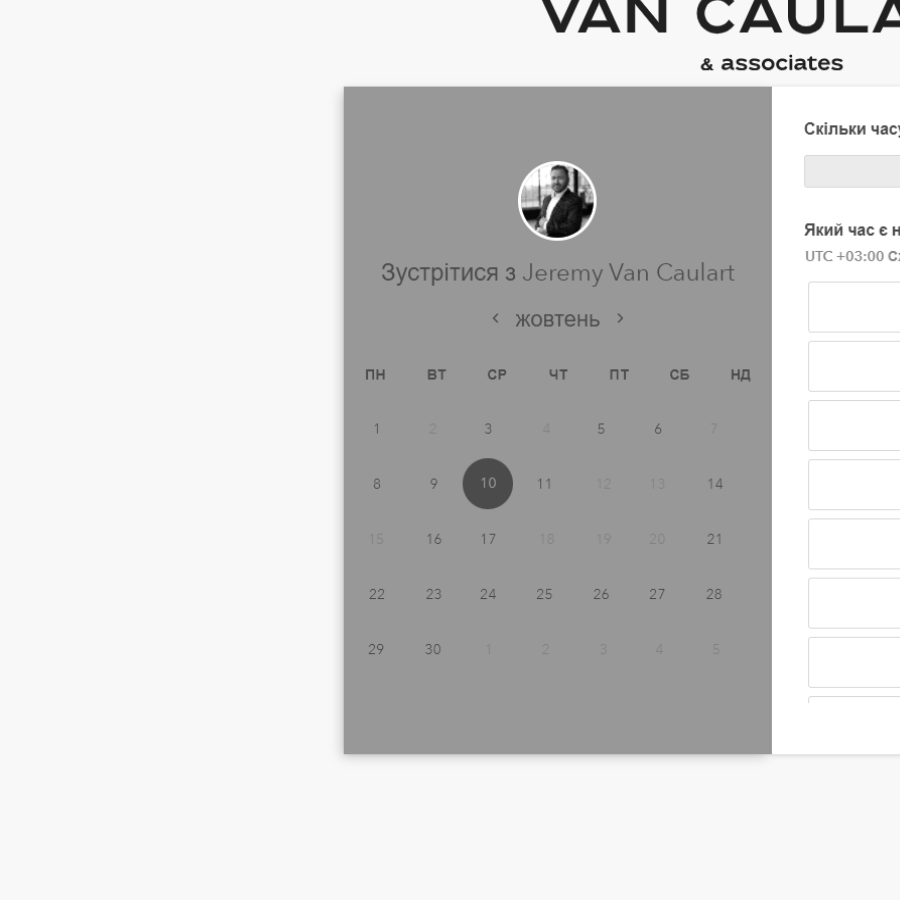 VAN CAULA
& associates
Зустрітися з Jeremy Van Caulart
жовтень
ПН ВТ СР ЧТ ПТ СБ НД
1 2 3 4 5 6 7
8 9 10 11 12 13 14
15 16 17 18 19 20 21
22 23 24 25 26 27 28
29 30 1 2 3 4 5
Скільки часу
Який час є н
UTC +03:00 Сх